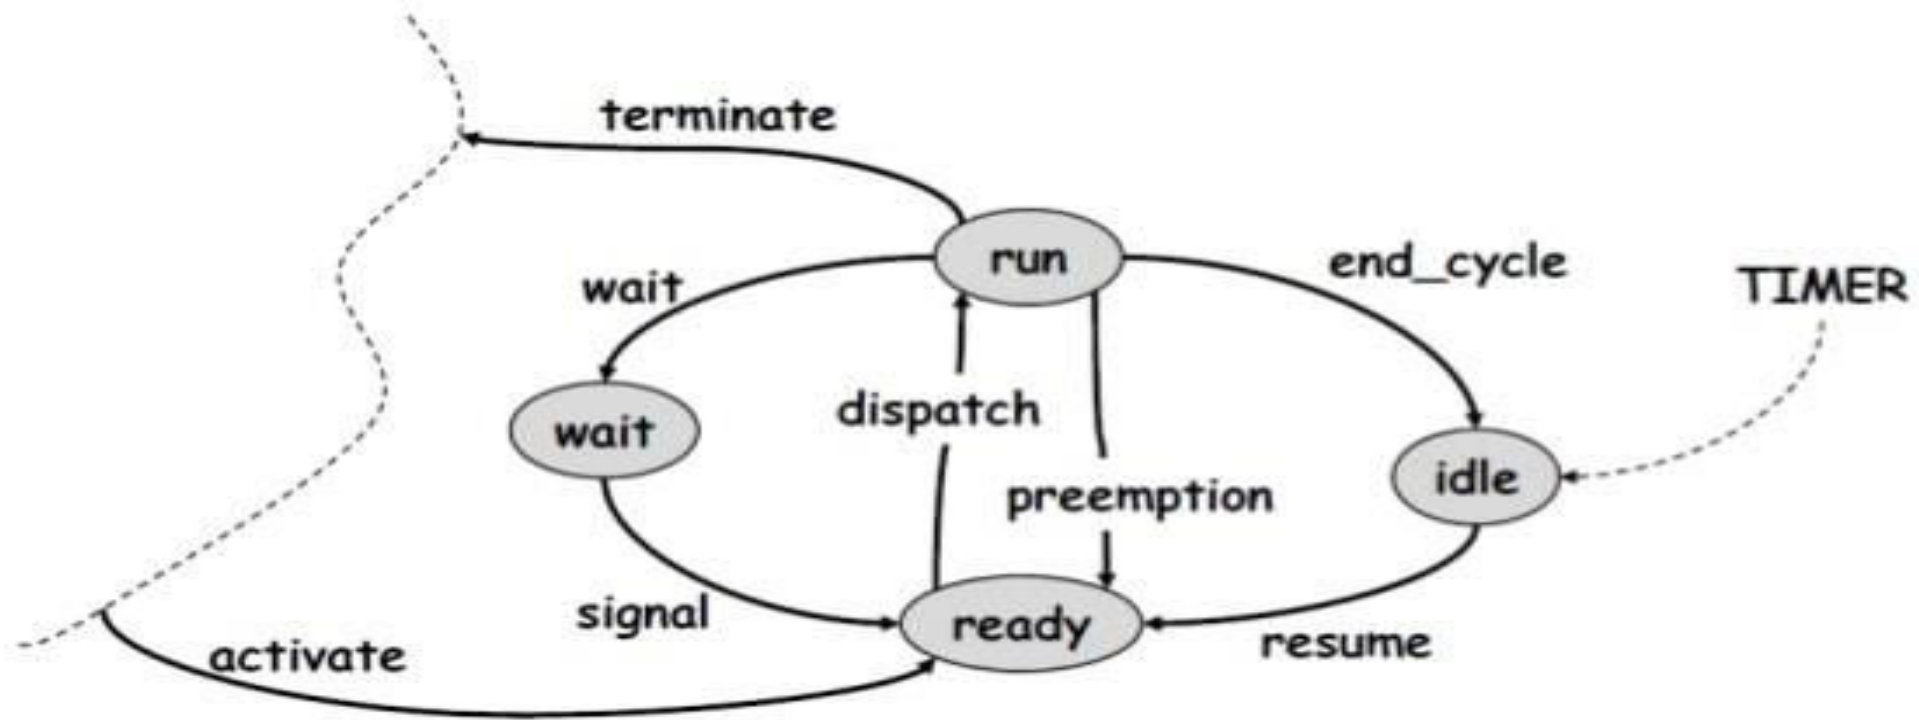 terminate
run
end_cycle
TIMER
wait
dispatch
wait
idle
preemption
signal
ready
resume
activate